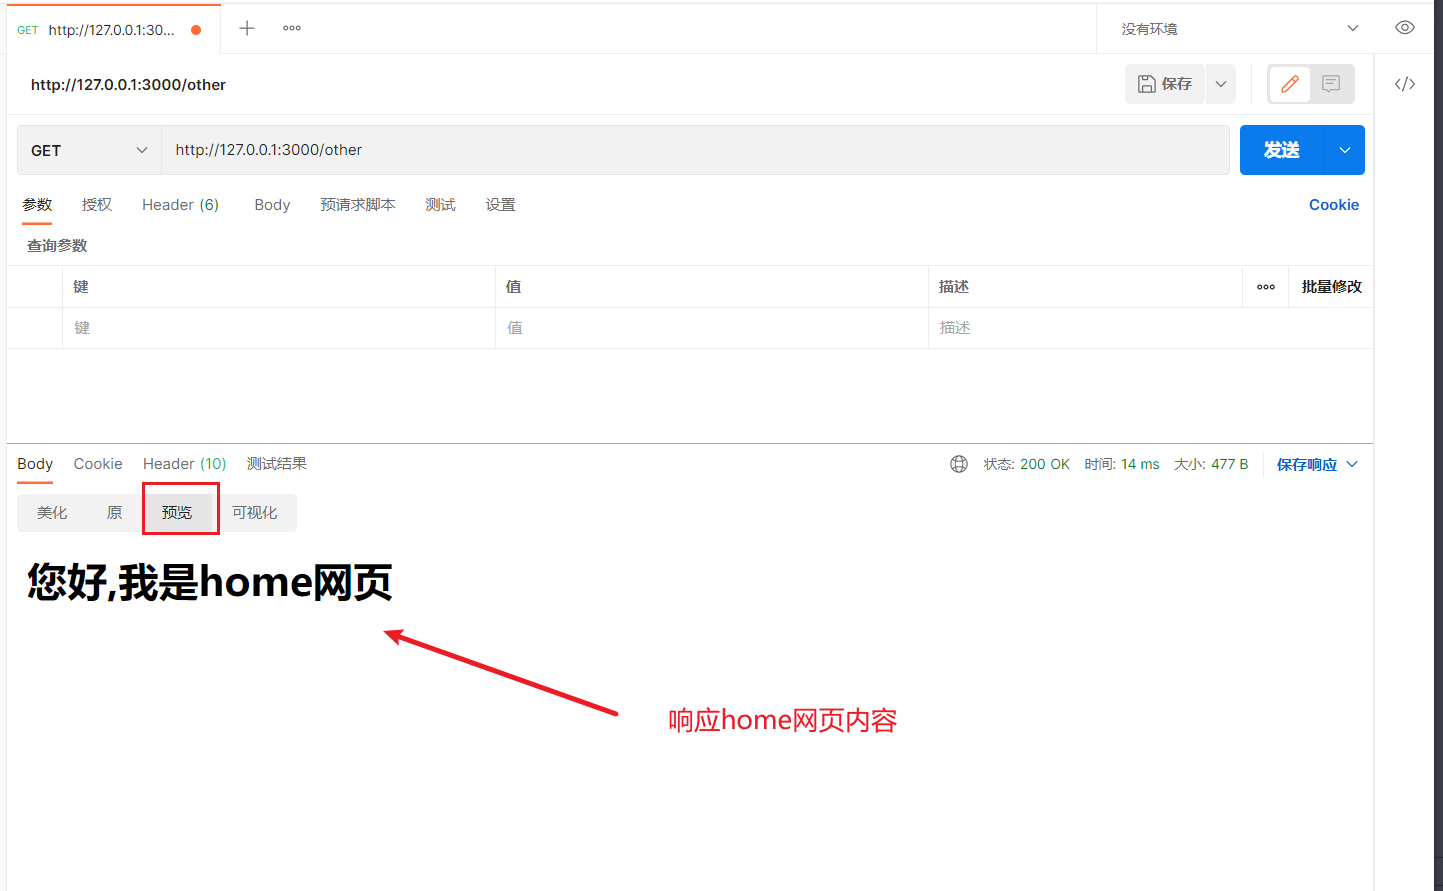 GET http://127.0.0.1:30... 没有环境
http://127.0.0.1:3000/other 保存
GET http://127.0.0.1:3000/other 发送
参数 授权 Header (6) Body 预请求脚本 测试 设置 Cookie
查询参数
键 值 描述 批量修改
键 值 描述
Body Cookie Header (10) 测试结果 状态: 200 OK 时间: 14 ms 大小: 477 B 保存响应
美化 原 预览 可视化
您好,我是home网页
响应home网页内容